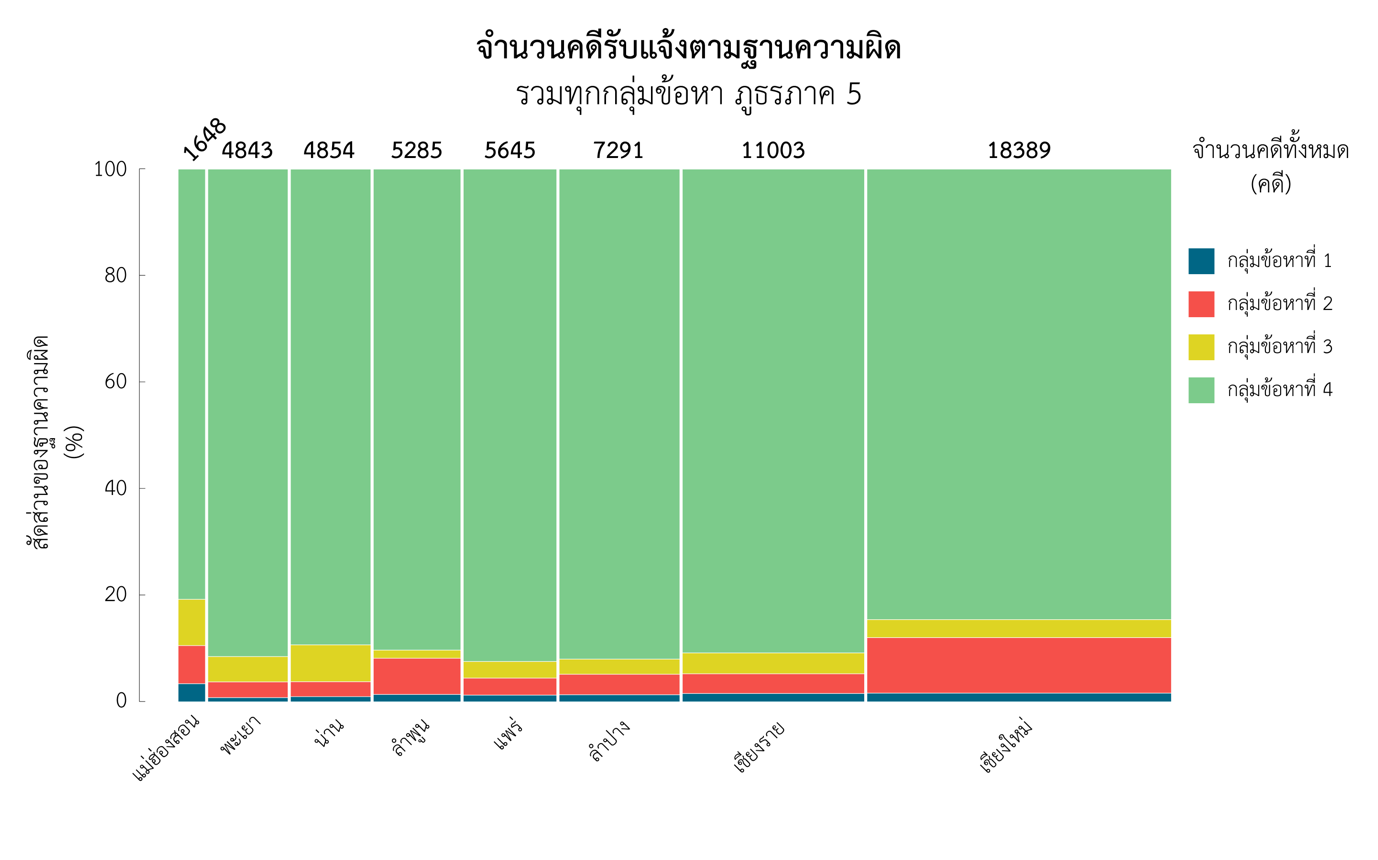 จำนวนคดีรับแจ้งตามฐานความผิด
รวมทุกกลุ่มข้อหา ภูธรภาค 5
1648 4843 4854 5285 5645 7291 11003 18389
จำนวนคดีทั้งหมด
(คดี)
กลุ่มข้อหาที่ 1
กลุ่มข้อหาที่ 2
กลุ่มข้อหาที่ 3
กลุ่มข้อหาที่ 4
สัดส่วนของฐานความผิด
(%)
100
80
60
40
20
0
แม่ฮ่องสอน พะเยา น่าน ลำพูน แพร่ ลำปาง เชียงราย เชียงใหม่